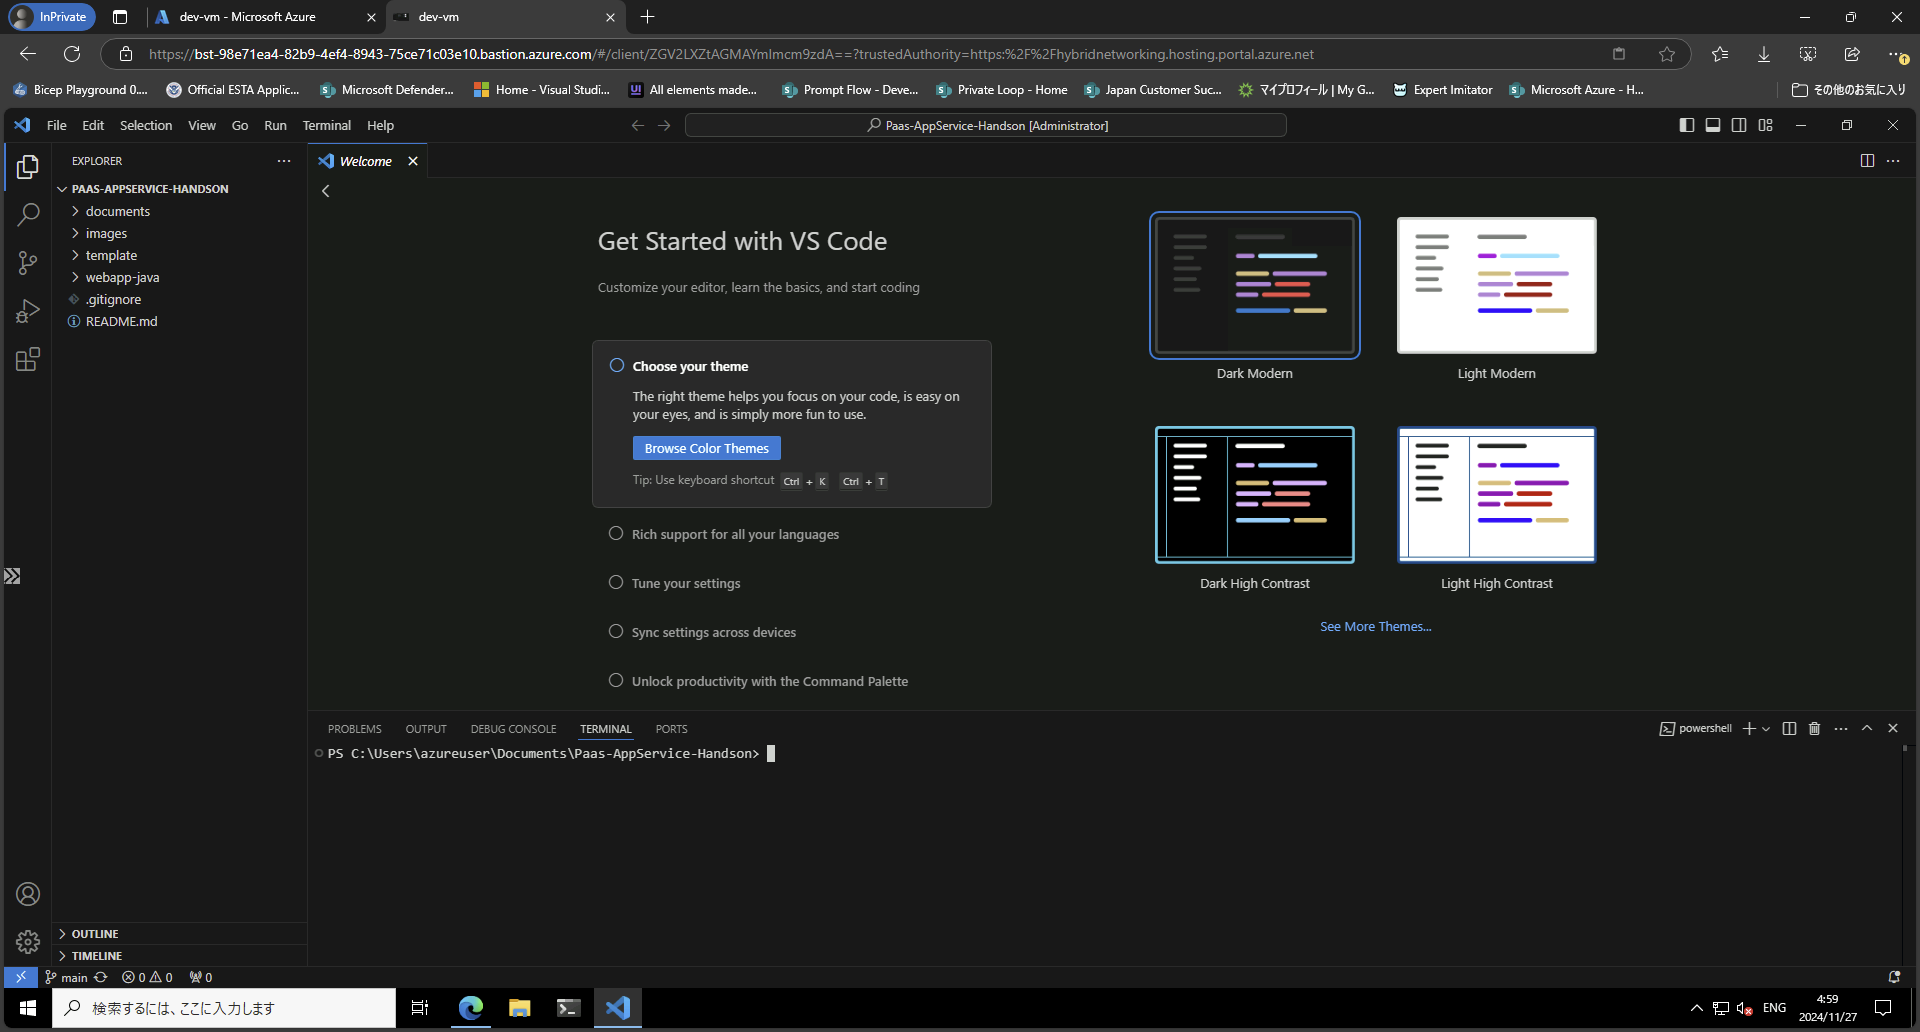 InPrivate
dev-vm - Microsoft Azure
dev-vm
https://bst-98e71ea4-82b9-4ef4-8943-75ce71c03e10.bastion.azure.com/#/client/ZGV2LXZtAGMAYmlmcm9zdA==?trustedAuthority=https:%2F%2Fhybridnetworking.hosting.portal.azure.net
Bicep Playground 0....
Official ESTA Applic...
Microsoft Defender...
Home - Visual Studi...
All elements made...
Prompt Flow - Deve...
Private Loop - Home
Japan Customer Suc...
マイプロフィール | My G...
Expert Imitator
Microsoft Azure - H...
その他のお気に入り
File Edit Selection View Go Run Terminal Help
Paas-AppService-Handson [Administrator]
EXPLORER
PAAS-APPSERVICE-HANDSON
documents
images
template
webapp-java
.gitignore
README.md
OUTLINE
TIMELINE
Welcome
Get Started with VS Code
Customize your editor, learn the basics, and start coding
Choose your theme
The right theme helps you focus on your code, is easy on
your eyes, and is simply more fun to use.
Browse Color Themes
Tip: Use keyboard shortcut Ctrl + K Ctrl + T
Rich support for all your languages
Tune your settings
Sync settings across devices
Unlock productivity with the Command Palette
Dark Modern
Light Modern
Dark High Contrast
Light High Contrast
See More Themes...
PROBLEMS OUTPUT DEBUG CONSOLE TERMINAL PORTS
powershell
PS C:\Users\azureuser\Documents\Paas-AppService-Handson>
main 0 0 0
検索するには、ここに入力します
ENG
4:59
2024/11/27